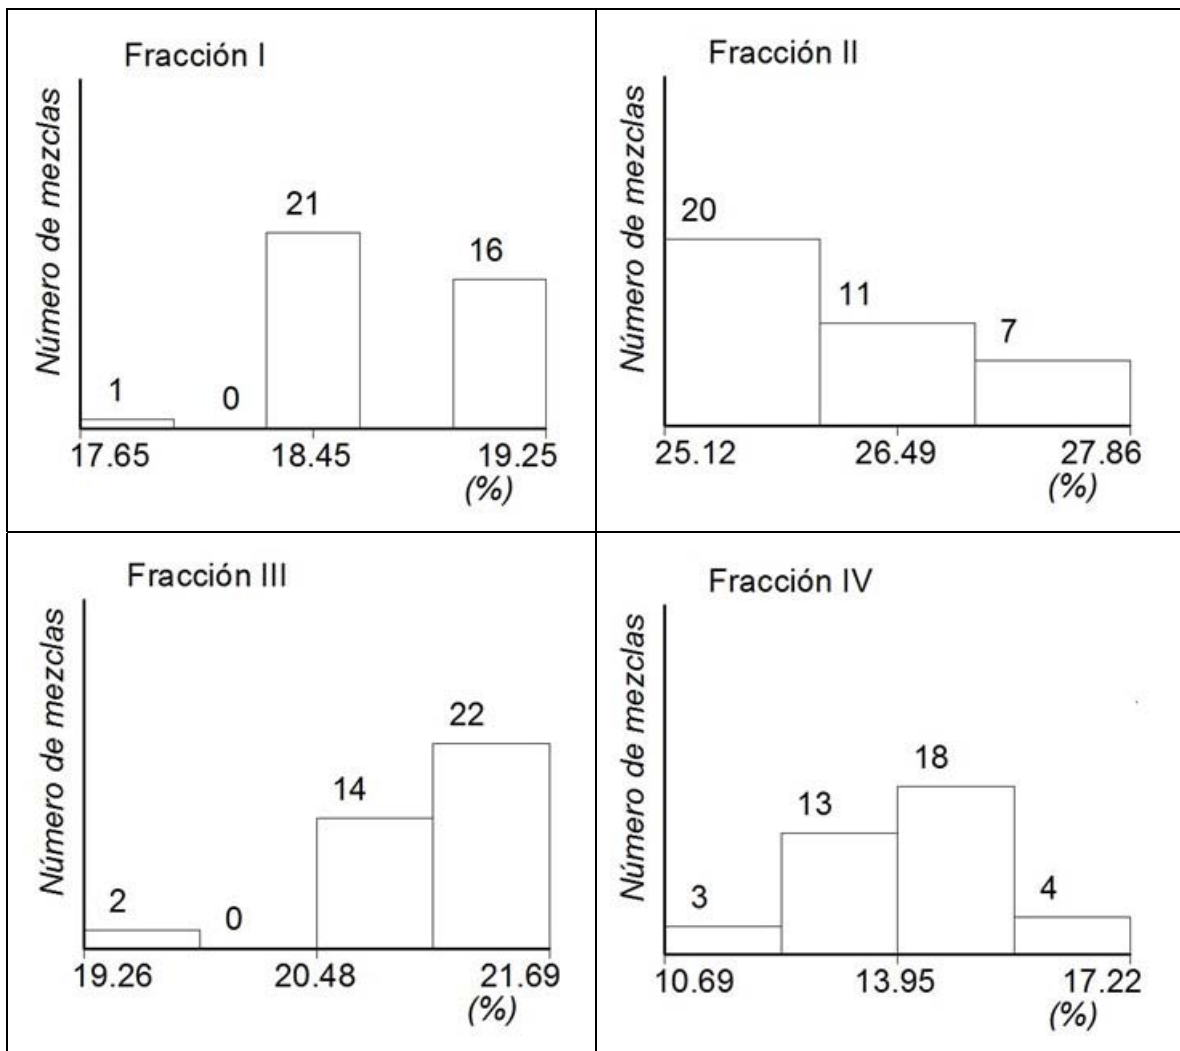 Fracción I
Número de mezclas
1
0
21
16
17.65 18.45 19.25
(%)
Fracción II
Número de mezclas
20
11
7
25.12 26.49 27.86
(%)
Fracción III
Número de mezclas
2
0
14
22
19.26 20.48 21.69
(%)
Fracción IV
Número de mezclas
3
13
18
4
10.69 13.95 17.22
(%)